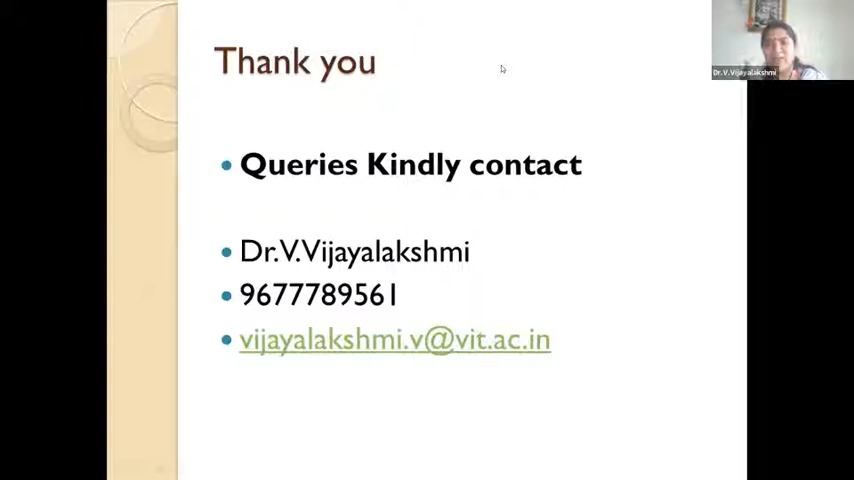 Thank you
Dr.V.Vijayalakshmi
Queries Kindly contact
Dr.V.Vijayalakshmi
9677789561
vijayalakshmi.v@vit.ac.in